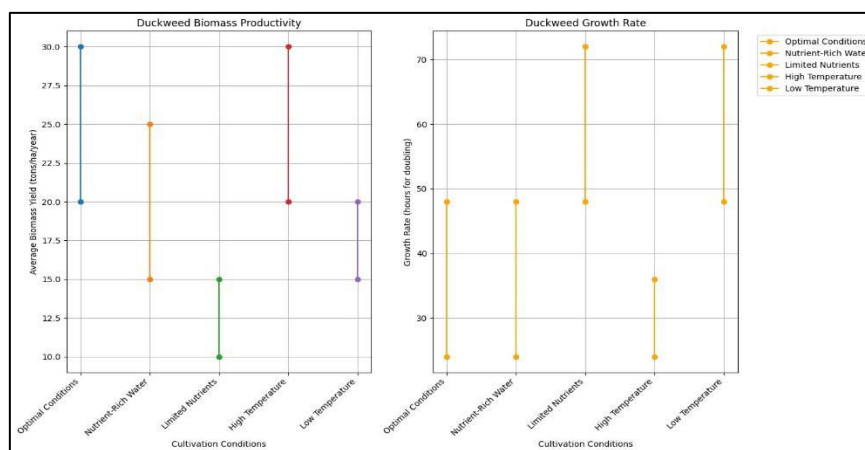 Duckweed Biomass Productivity
30.0
27.5
25.0
22.5
20.0
17.5
15.0
12.5
10.0
Average Biomass Yield (tons/ha/year)
Optimal Conditions
Nutrient-Rich Water
Limited Nutrients
High Temperature
Low Temperature
Cultivation Conditions
Duckweed Growth Rate
70
60
50
40
30
Growth Rate (hours for doubling)
Optimal Conditions
Nutrient-Rich Water
Limited Nutrients
High Temperature
Low Temperature
Cultivation Conditions
Optimal Conditions
Nutrient-Rich Water
Limited Nutrients
High Temperature
Low Temperature